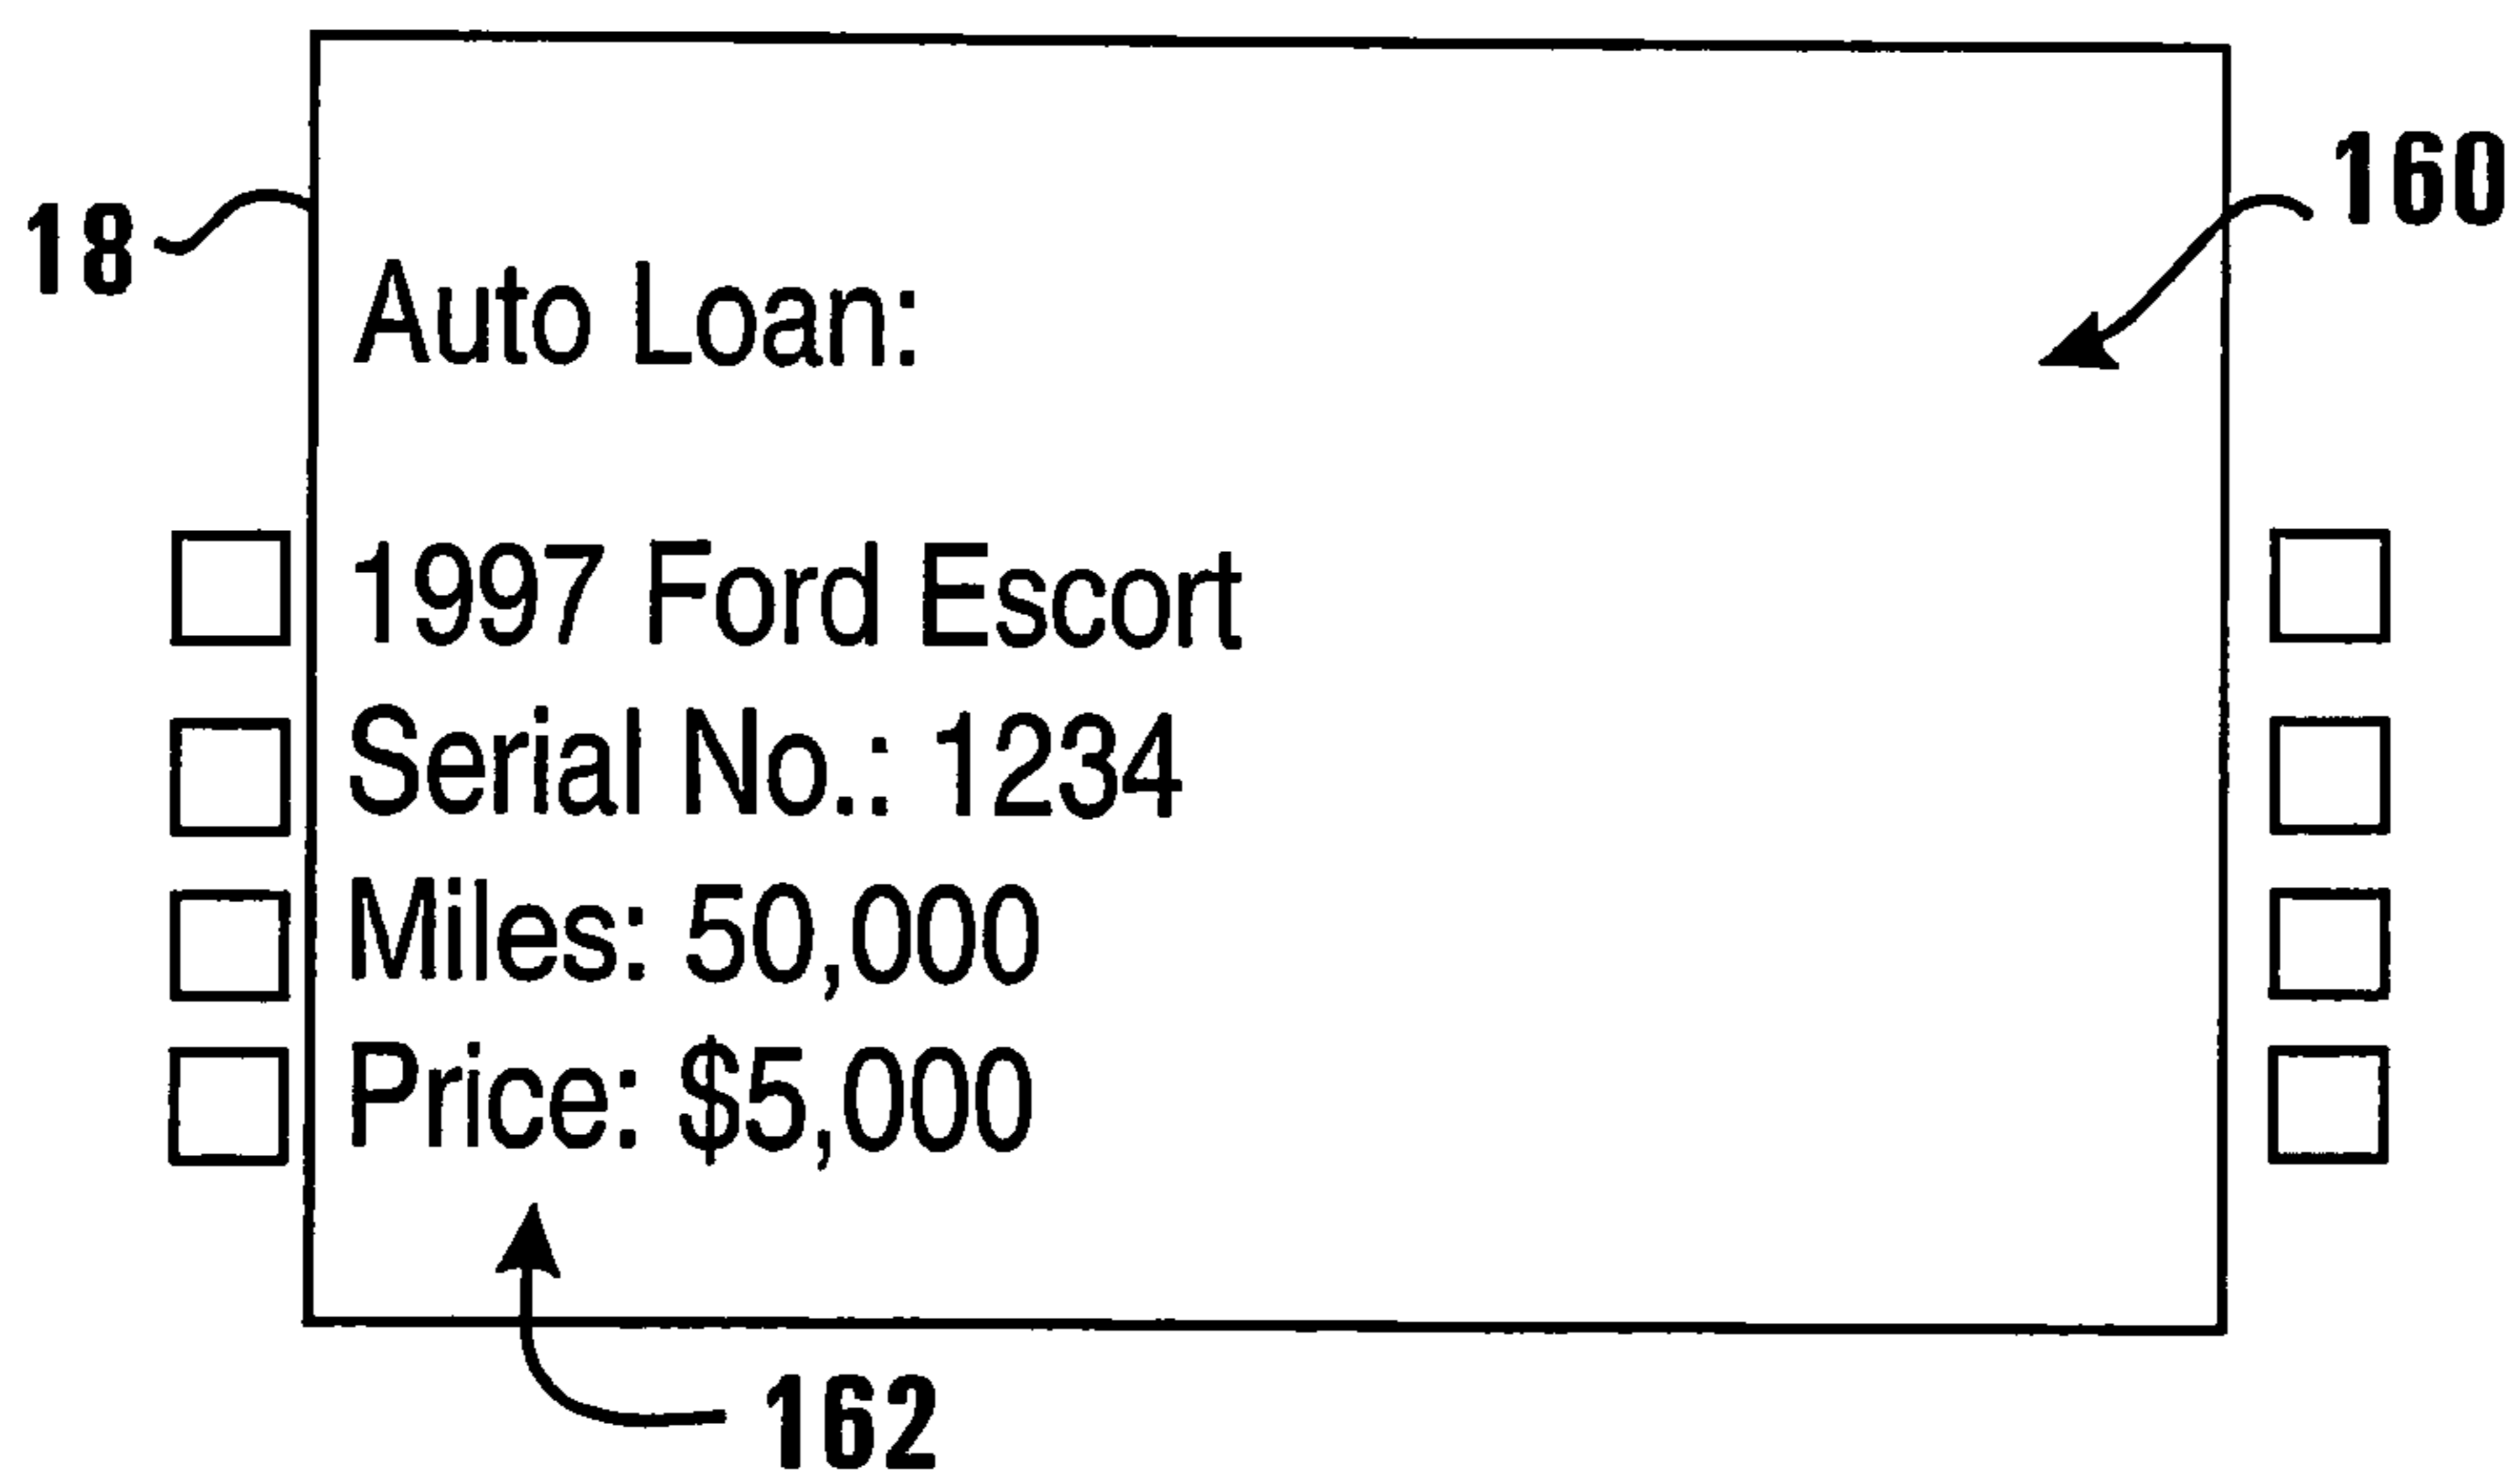 160
18
Auto Loan:
1997 Ford Escort
Serial No.: 1234
Miles: 50,000
Price: $5,000
162